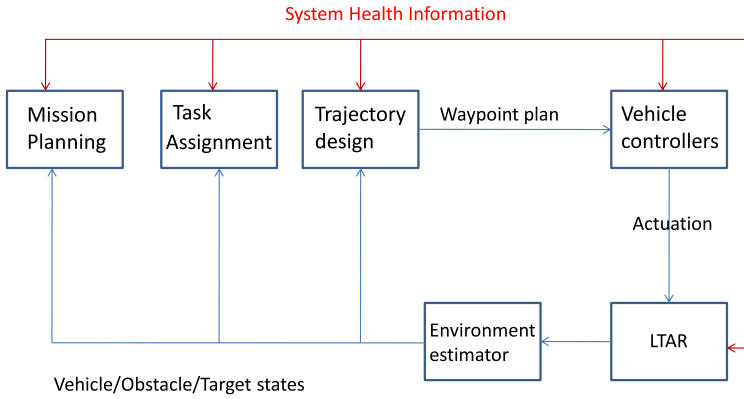 System Health Information
Mission
Planning
Task
Assignment
Trajectory
design
Waypoint plan
Vehicle
controllers
Actuation
Environment
estimator
LTAR
Vehicle/Obstacle/Target states